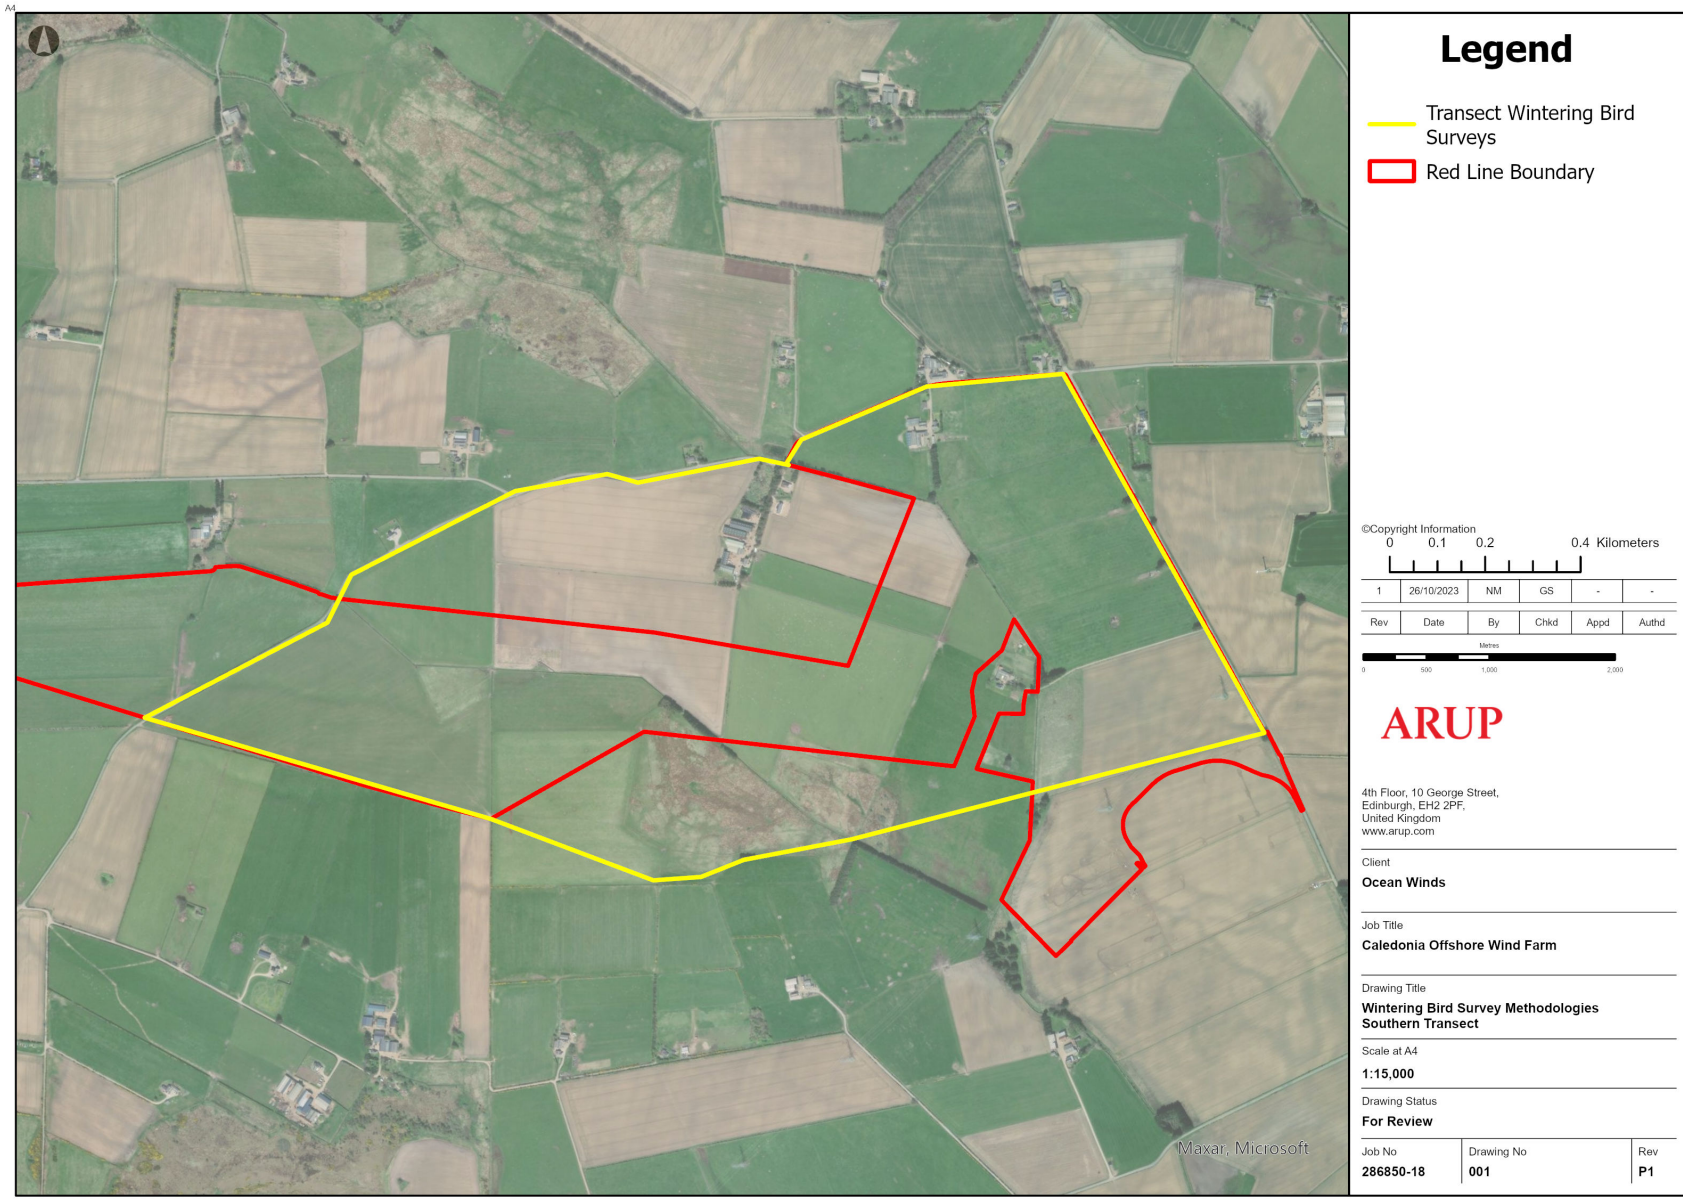 A4
Legend
Transect Wintering Bird
Surveys
Red Line Boundary
©Copyright Information
0 0.1 0.2 0.4 Kilometers
1 26/10/2023 NM GS - -
Rev Date By Chkd Appd Authd
Metres
0 500 1,000 2,000
ARUP
4th Floor, 10 George Street,
Edinburgh, EH2 2PF,
United Kingdom
www.arup.com
Client
Ocean Winds
Job Title
Caledonia Offshore Wind Farm
Drawing Title
Wintering Bird Survey Methodologies
Southern Transect
Scale at A4
1:15,000
Drawing Status
For Review
Job No Drawing No Rev
286850-18 001 P1
Maxar, Microsoft